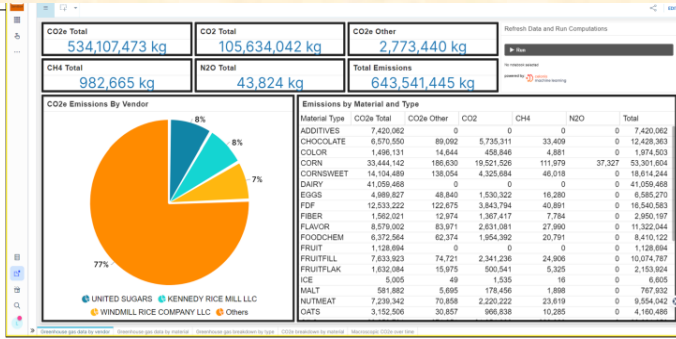 CO2e Total
534,107,473 kg
CO2 Total
105,634,042 kg
CO2e Other
2,773,440 kg
Refresh Data and Run Computations
Run
CH4 Total
982,665 kg
N2O Total
43,824 kg
Total Emissions
643,541,445 kg
powered by
machine learning
CO2e Emissions By Vendor
8%
8%
7%
77%
UNITED SUGARS KENNEDY RICE MILL LLC
WINDMILL RICE COMPANY LLC Others
Emissions by Material and Type
Material Type CO2e Total CO2e Other CO2 CH4 N2O Total
ADDITIVES 7,420,062 0 0 0 0 7,420,062
CHOCOLATE 6,570,550 89,092 5,735,311 33,409 0 12,428,363
COLOR 1,496,131 14,644 458,846 4,881 0 1,974,503
CORN 33,444,142 186,630 19,521,526 111,979 37,327 53,301,604
CORNSWEET 14,104,489 138,054 4,325,684 46,018 0 18,614,244
DAIRY 41,059,468 0 0 0 0 41,059,468
EGGS 4,989,827 48,840 1,530,322 16,280 0 6,585,270
FDF 12,533,222 122,675 3,843,794 40,891 0 16,540,583
FIBER 1,562,021 12,974 1,367,417 7,784 0 2,950,197
FLAVOR 8,579,002 83,971 2,631,081 27,990 0 11,322,044
FOODCHEM 6,372,564 62,374 1,954,392 20,791 0 8,410,122
FRUIT 1,128,694 0 0 0 0 1,128,694
FRUITFILL 7,633,923 74,721 2,341,236 24,906 0 10,074,787
FRUITFLAK 1,632,084 15,975 500,541 5,325 0 2,153,924
ICE 5,005 49 1,535 16 0 6,605
MALT 581,882 5,695 178,456 1,898 0 767,932
NUTMEAT 7,239,342 70,858 2,220,222 23,619 0 9,554,042
OATS 3,152,506 30,857 966,838 10,285 0 4,160,486
Greenhouse gas data by vendor Greenhouse gas data by material Greenhouse gas breakdown by type CO2e breakdown by material Macroscopic CO2e over time